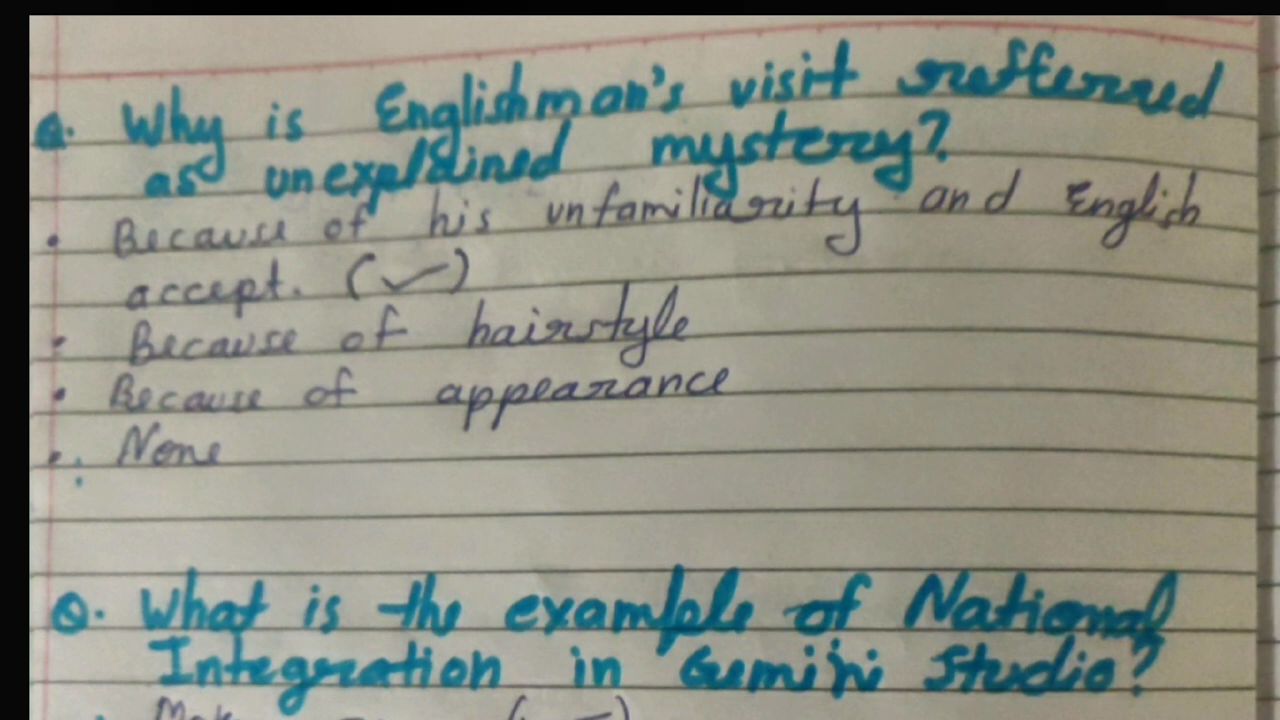 Q. Why is Englishman's visit refferred
as unexplained mystery?
• Because of his unfamiliarity and English
accept. (✓)
• Because of hairstyle
• Because of appearance
• None
Q. What is the example of National
Integration in Gemini Studio?